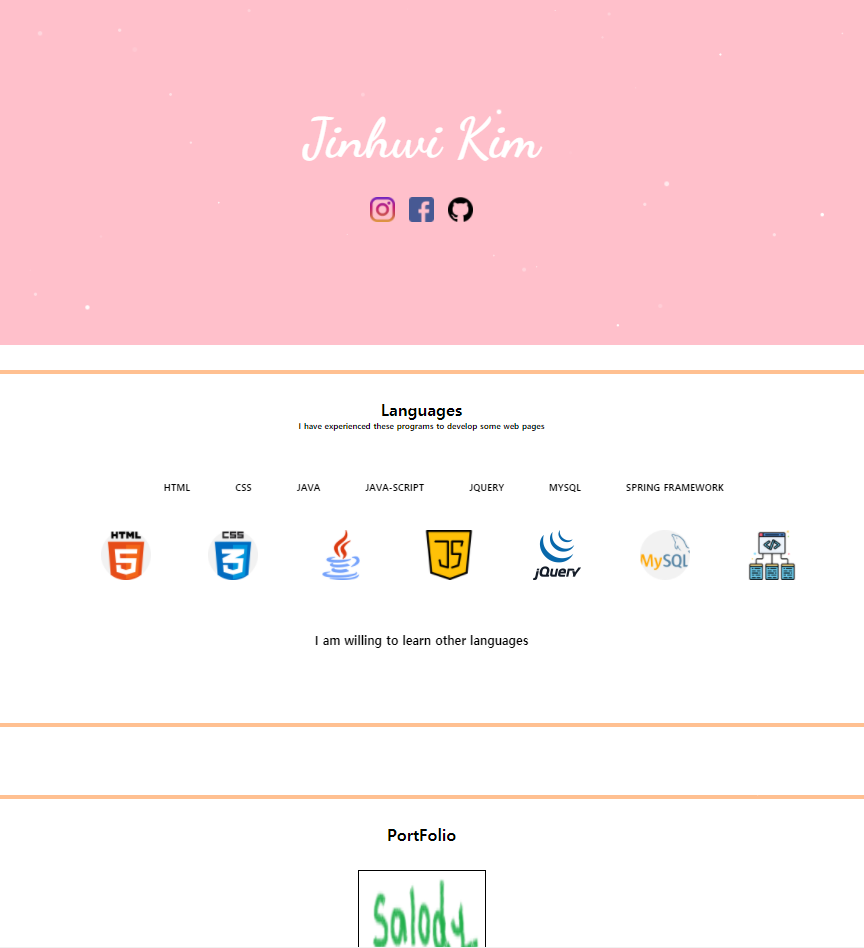 Jinhwi Kim
Languages
I have experienced these programs to develop some web pages
HTML CSS JAVA JAVA-SCRIPT JQUERY MYSQL SPRING FRAMEWORK
HTML 5 CSS 3 JS jQuery MySQL
I am willing to learn other languages
PortFolio
Salody